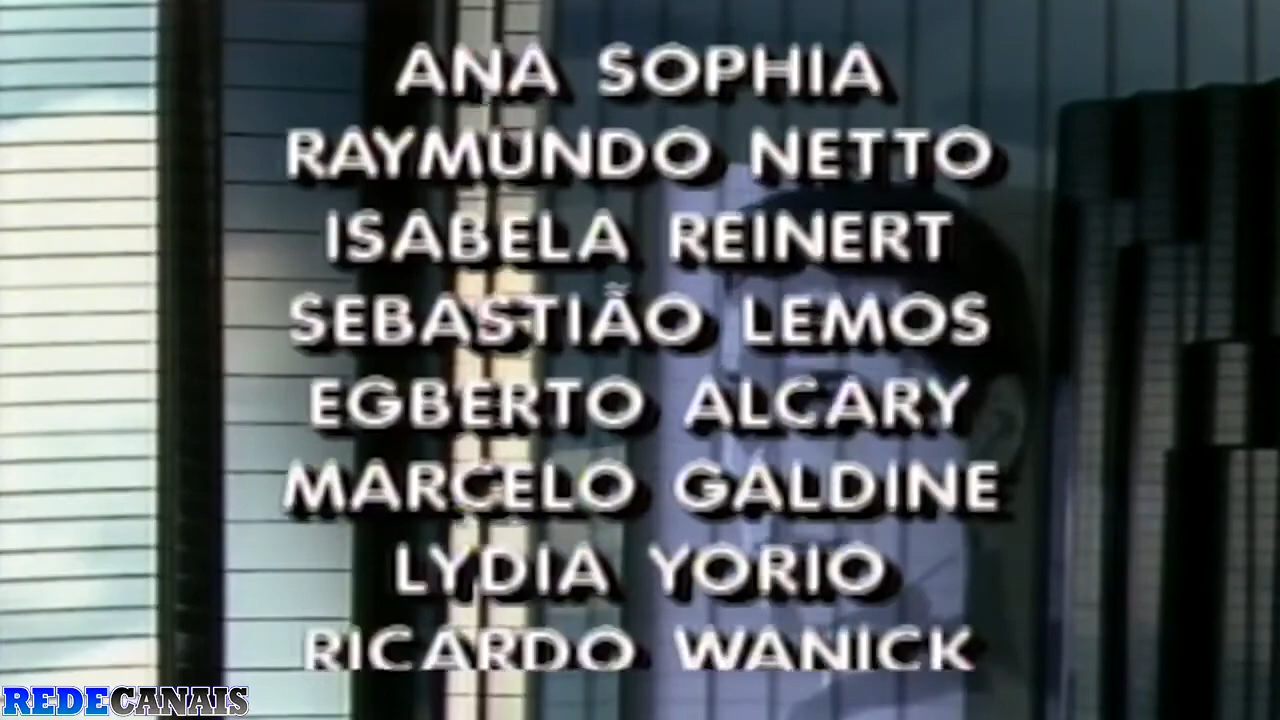 ANA SOPHIA
RAYMUNDO NETTO
ISABELA REINERT
SEBASTIÃO LEMOS
EGBERTO ALCARY
MARCELO GALDINE
LYDIA YORIO
RICARDO WANICK
REDECANAIS